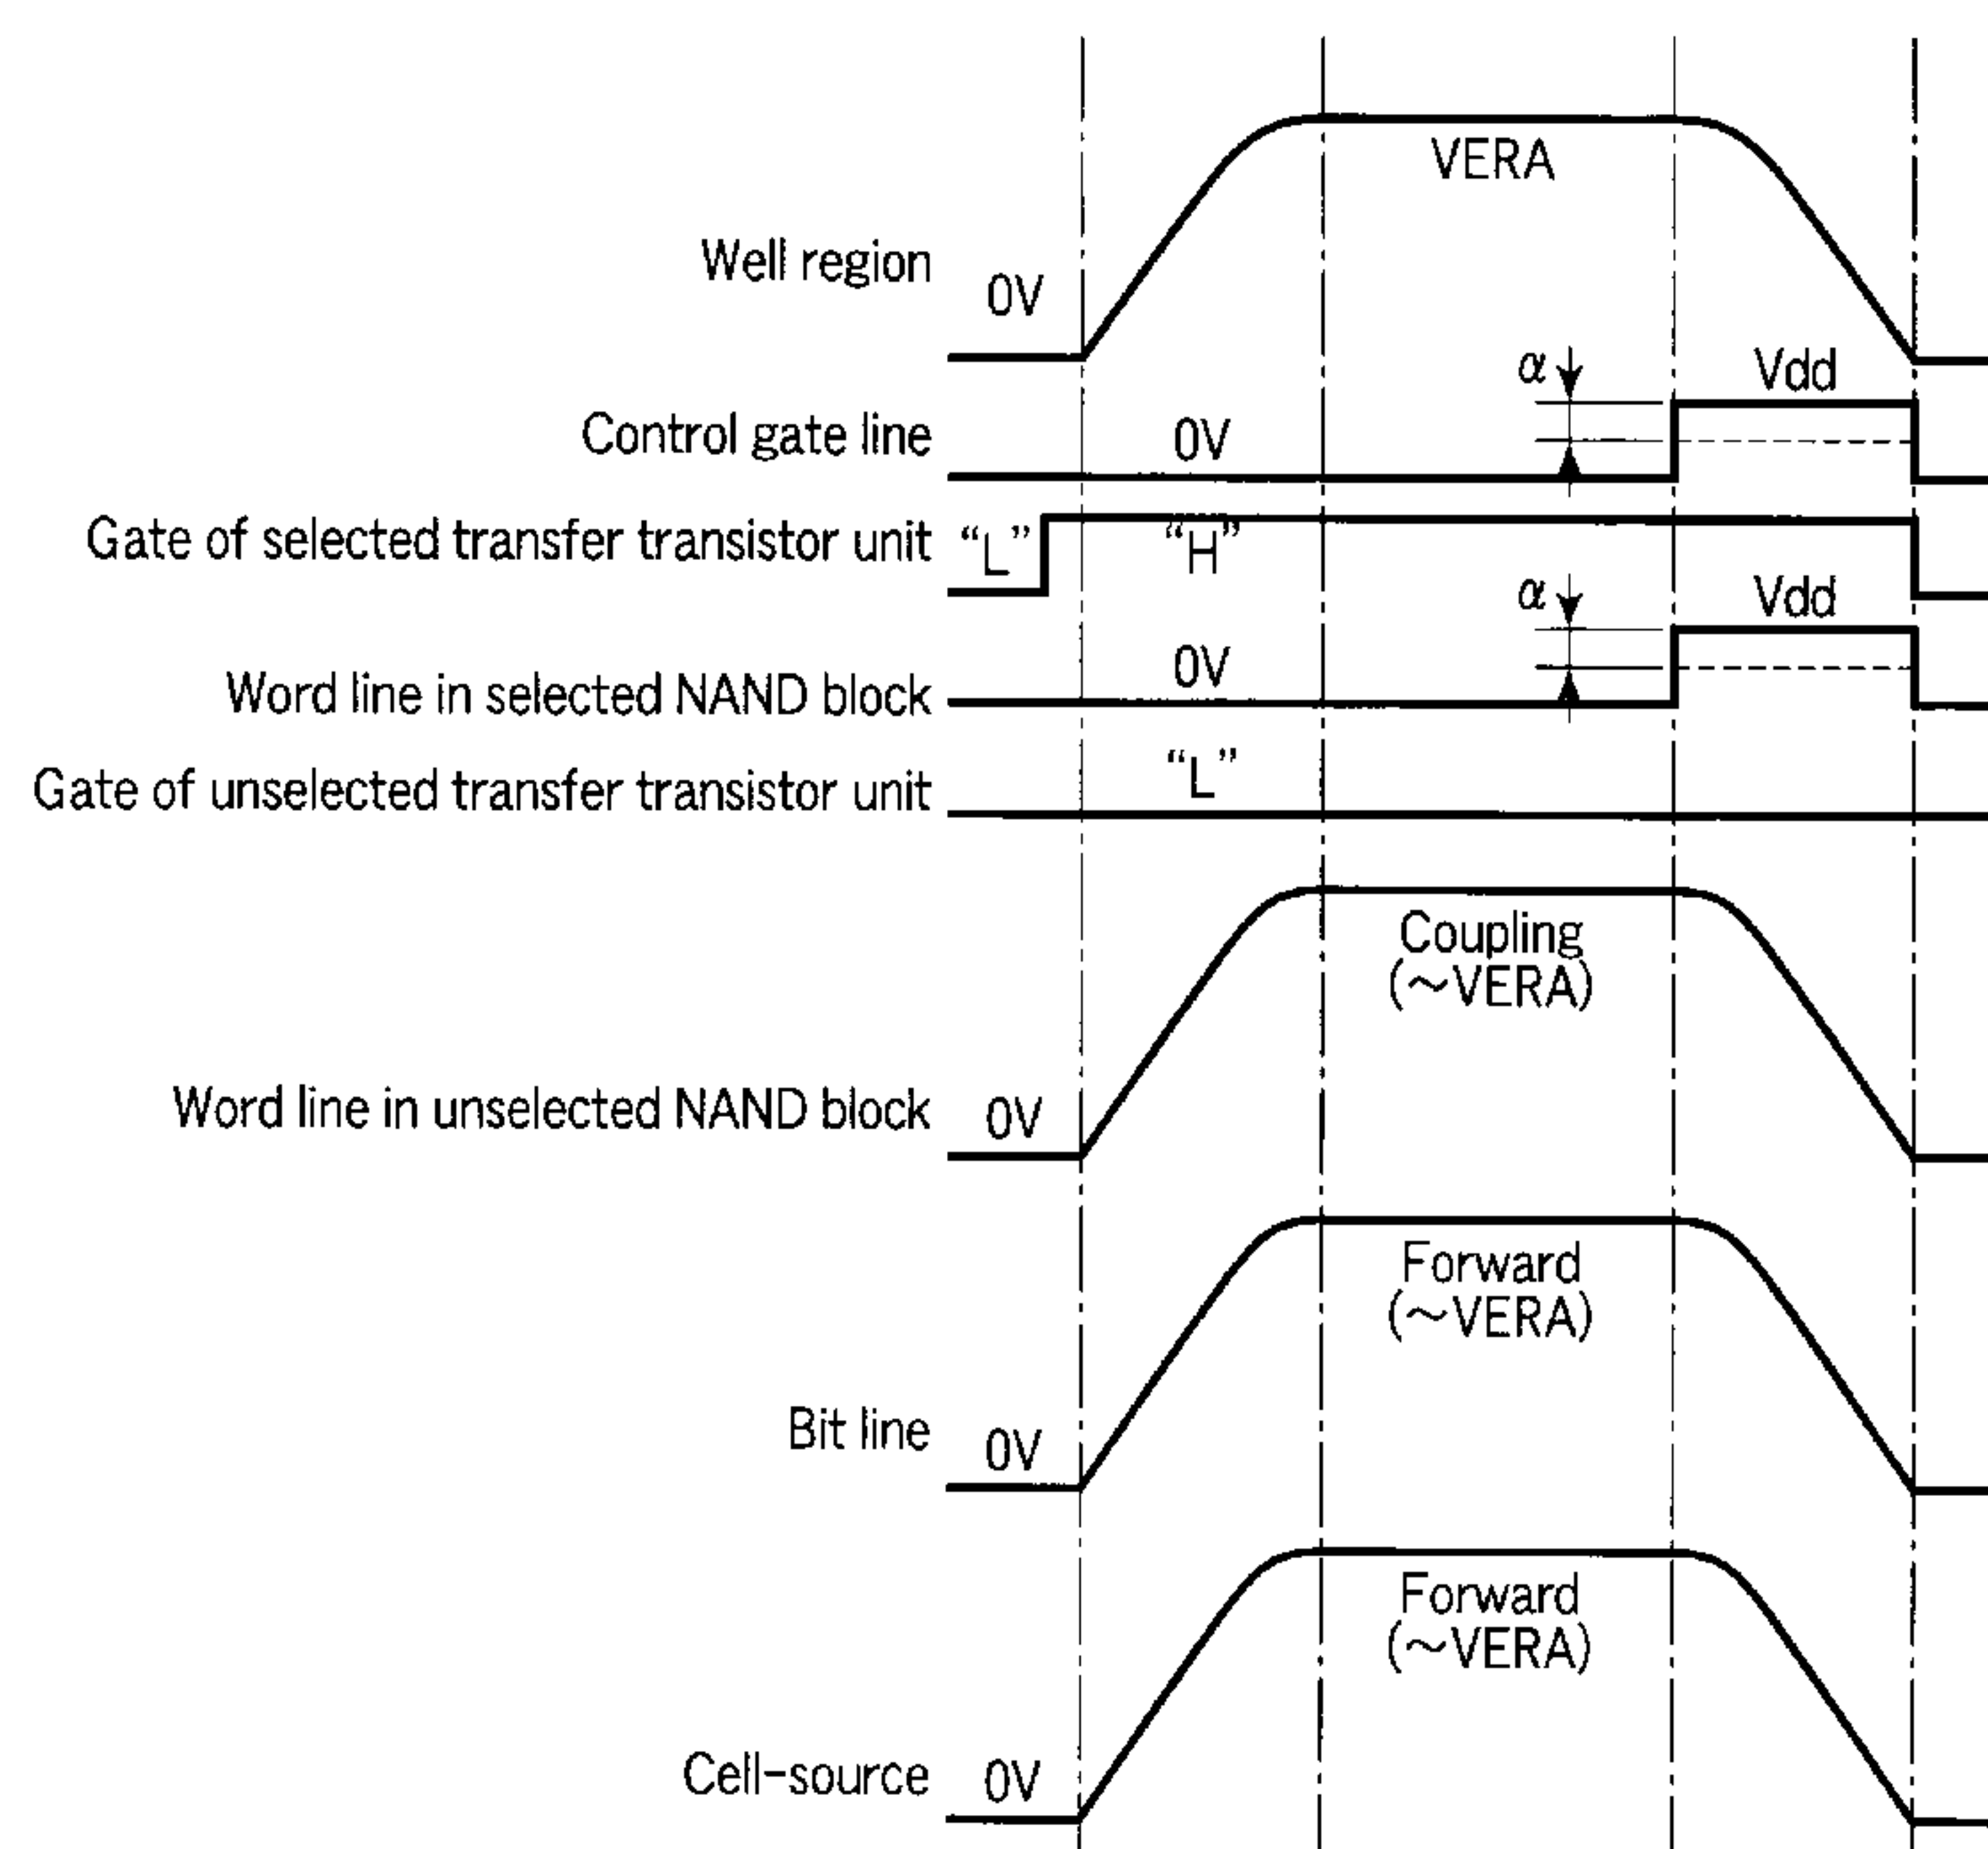 VERA
Well region
0V
α
Vdd
Control gate line
0V
Gate of selected transfer transistor unit
“L”
“H”
α
Vdd
Word line in selected NAND block
0V
Gate of unselected transfer transistor unit
“L”
Coupling
(~VERA)
Word line in unselected NAND block
0V
Forward
(~VERA)
Bit line
0V
Forward
(~VERA)
Cell-source
0V